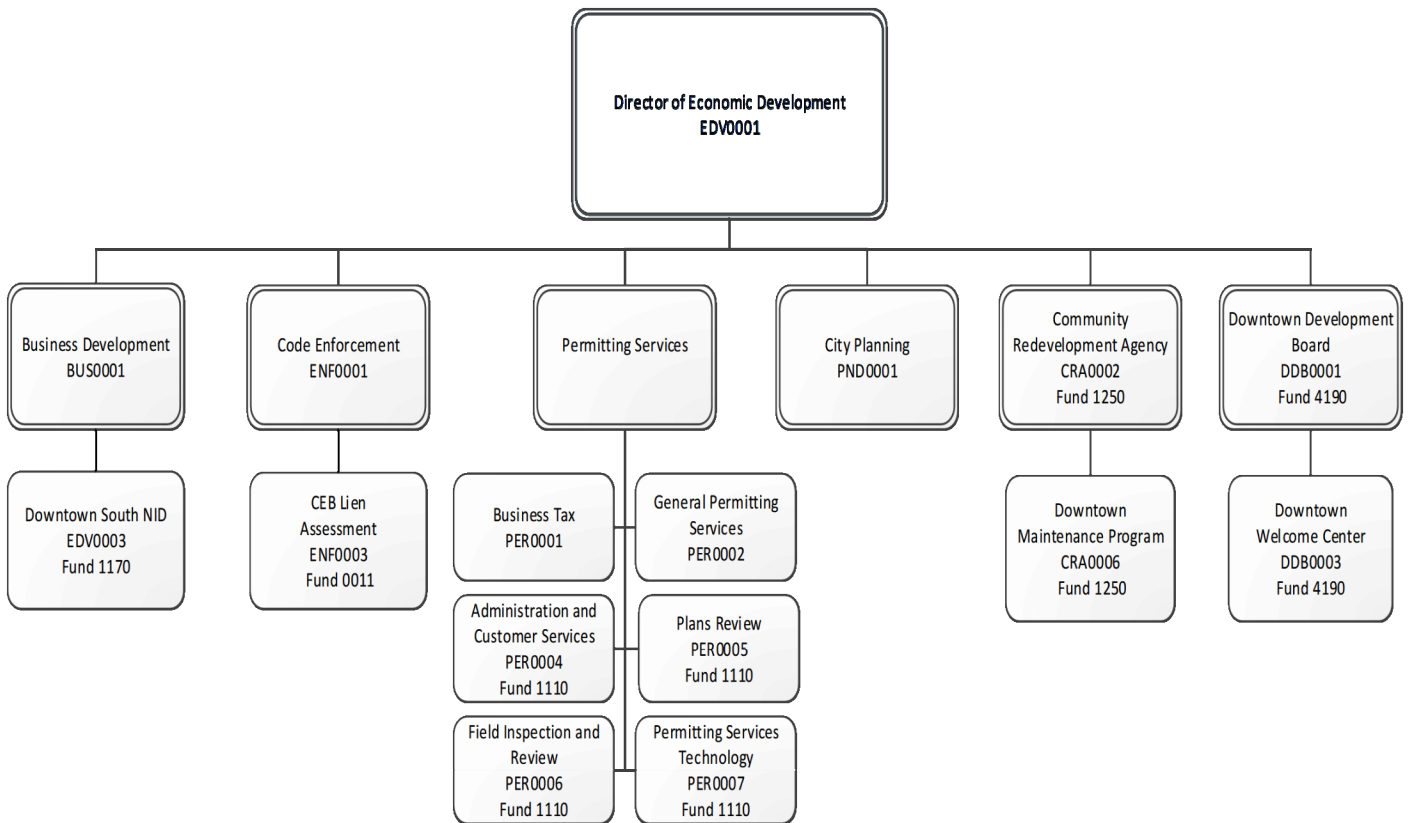 Director of Economic Development
EDV0001
Business Development
BUS0001
Code Enforcement
ENF0001
Permitting Services
City Planning
PND0001
Community
Redevelopment Agency
CRA0002
Fund 1250
Downtown Development
Board
DDB0001
Fund 4190
Downtown South NID
EDV0003
Fund 1170
CEB Lien
Assessment
ENF0003
Fund 0011
Business Tax
PER0001
General Permitting
Services
PER0002
Administration and
Customer Services
PER0004
Fund 1110
Plans Review
PER0005
Fund 1110
Field Inspection and
Review
PER0006
Fund 1110
Permitting Services
Technology
PER0007
Fund 1110
Downtown
Maintenance Program
CRA0006
Fund 1250
Downtown
Welcome Center
DDB0003
Fund 4190